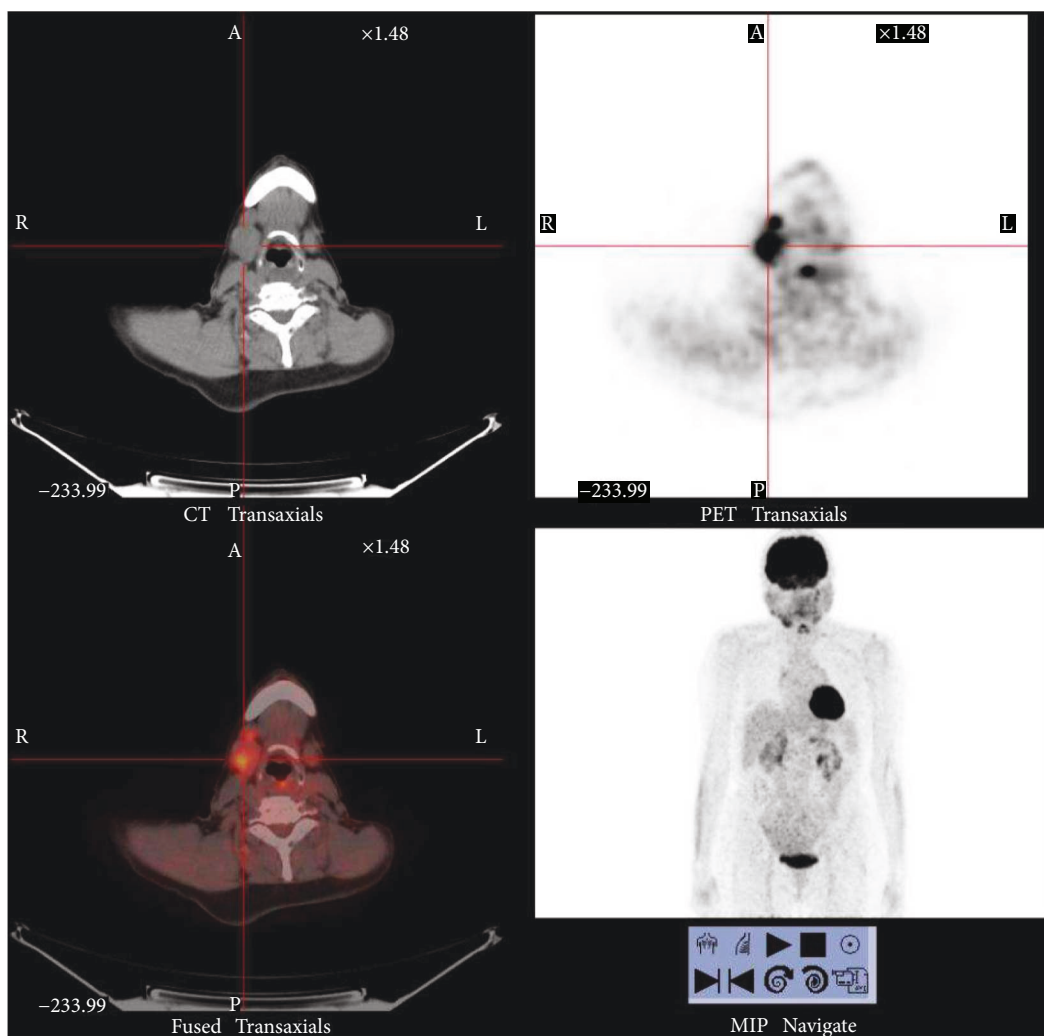 A ×1.48
R L
−233.99 P
CT Transaxials
A ×1.48
R L
−233.99 P
PET Transaxials
A ×1.48
R L
−233.99 P
Fused Transaxials
MIP Navigate